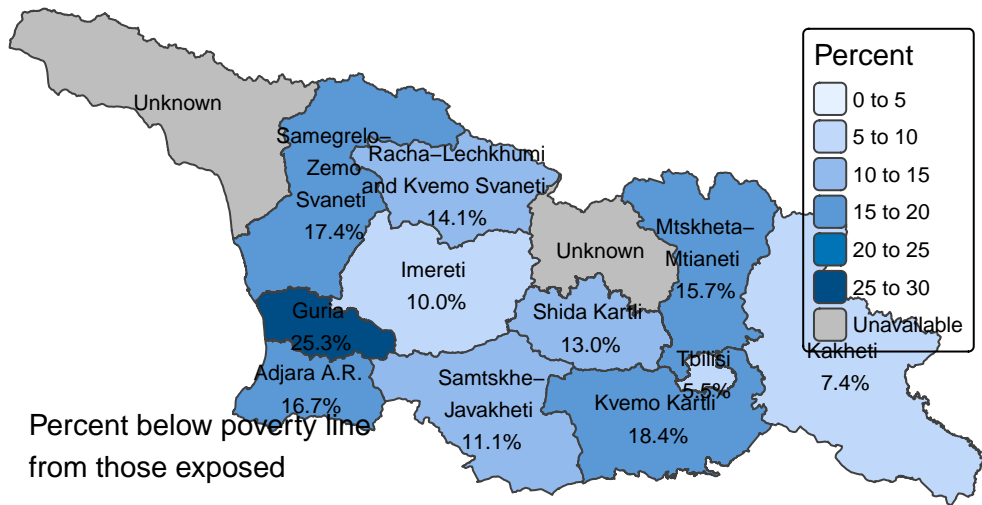 Unknown
Samegrelo–
Zemo
Svaneti
17.4%
Racha–Lechkhumi
and Kvemo Svaneti
14.1%
Imereti
10.0%
Unknown
Mtskheta–
Mtianeti
15.7%
Guria
25.3%
Shida Kartli
13.0%
Adjara A.R.
16.7%
Samtskhe–
Javakheti
11.1%
Kvemo Kartli
18.4%
Tbilisi
5.5%
Kakheti
7.4%
Percent
0 to 5
5 to 10
10 to 15
15 to 20
20 to 25
25 to 30
Unavailable
Percent below poverty line
from those exposed